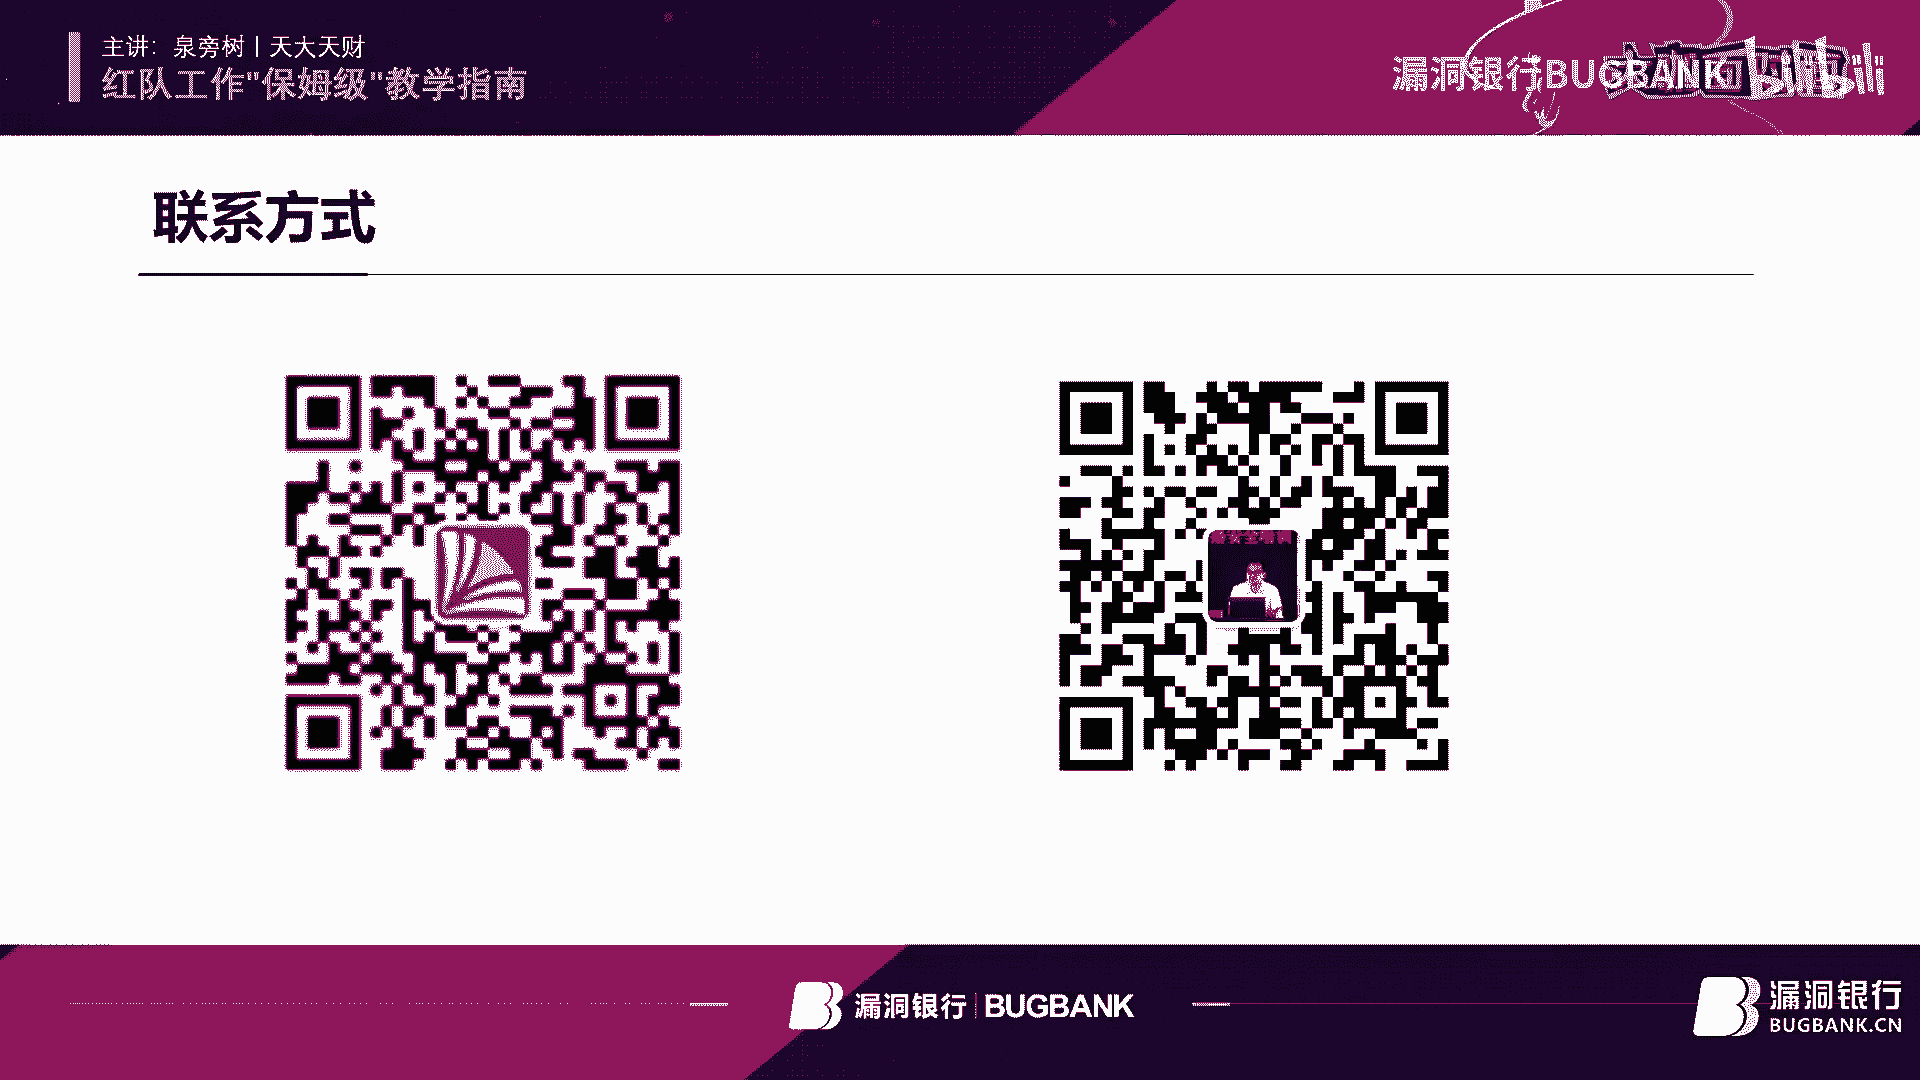 主讲：泉旁树丨天大天财
红队工作"保姆级"教学指南
漏洞银行BUGBANK bilibili
联系方式
漏洞银行 | BUGBANK
漏洞银行
BUGBANK.CN